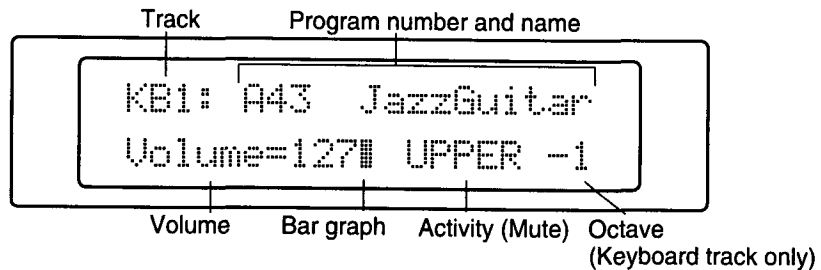 Track Program number and name
KB1: A43 JazzGuitar
Volume=127 UPPER -1
Volume Bar graph Activity (Mute) Octave
(Keyboard track only)